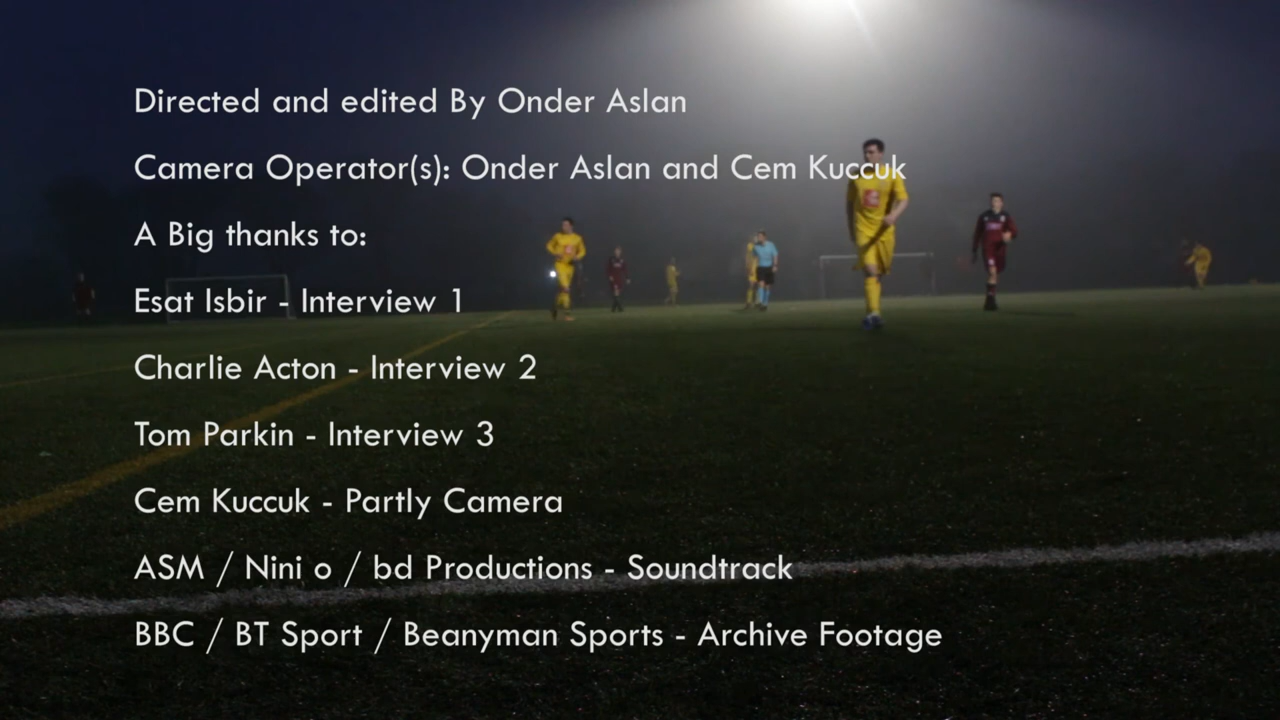 Directed and edited By Onder Aslan
Camera Operator(s): Onder Aslan and Cem Kuccuk
A Big thanks to:
Esat Isbir - Interview 1
Charlie Acton - Interview 2
Tom Parkin - Interview 3
Cem Kuccuk - Partly Camera
ASM / Nini o / bd Productions - Soundtrack
BBC / BT Sport / Beanyman Sports - Archive Footage